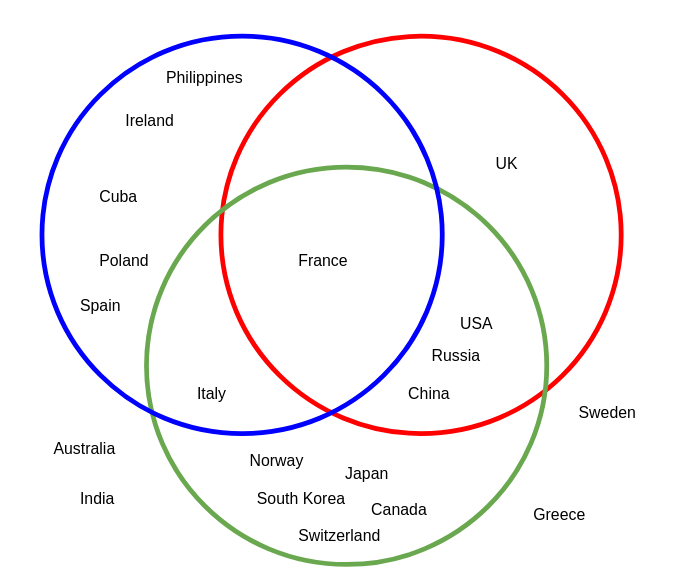 Philippines
Ireland
UK
Cuba
Poland
France
Spain
USA
Russia
Italy
China
Sweden
Australia
Norway
Japan
India
South Korea
Canada
Greece
Switzerland